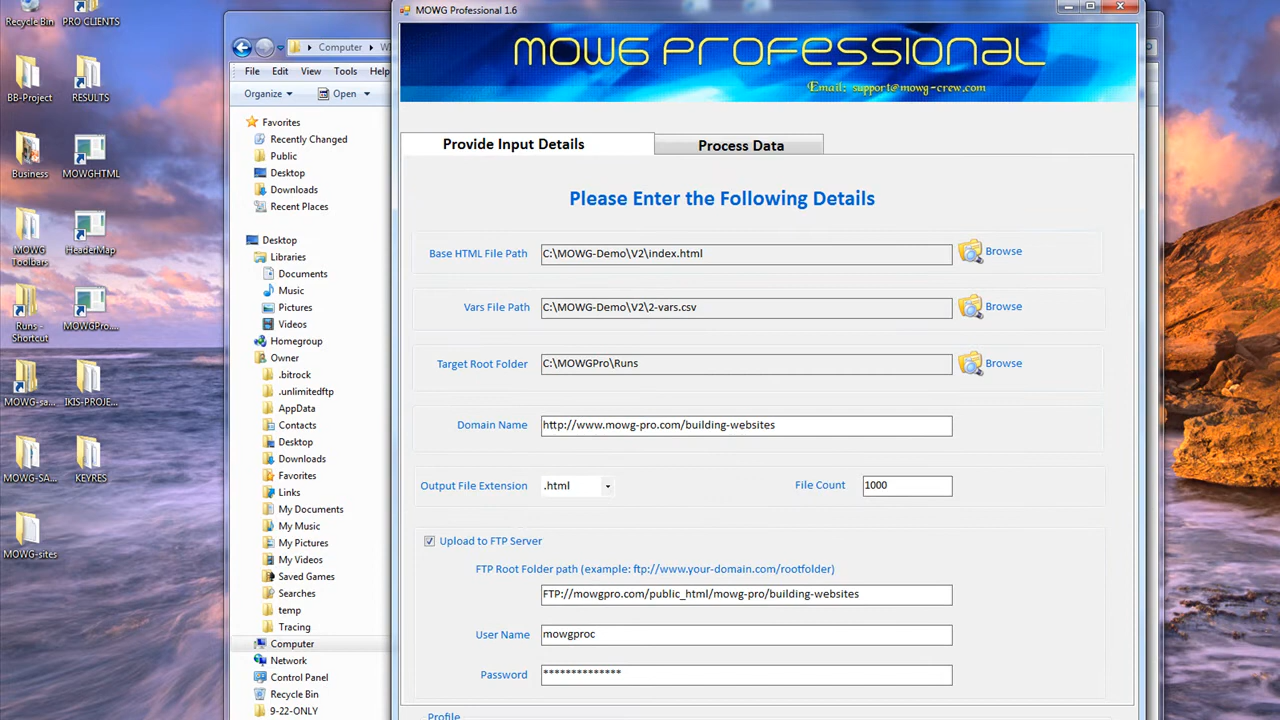 Recycle Bin
PRO CLIENTS
BB-Project
RESULTS
Business
MOWGHTML
MOWG Toolbars
HeaderMap
Runs - Shortcut
MOWGPro....
MOWG-sa...
IKIS-PROJE...
MOWG-SA...
KEYRES
MOWG-sites
Computer
File Edit View Tools Help
Organize Open
Favorites
Recently Changed
Public
Desktop
Downloads
Recent Places
Desktop
Libraries
Documents
Music
Pictures
Videos
Homegroup
Owner
.bitrock
.unlimitedftp
AppData
Contacts
Desktop
Downloads
Favorites
Links
My Documents
My Music
My Pictures
My Videos
Saved Games
Searches
temp
Tracing
Computer
Network
Control Panel
Recycle Bin
9-22-ONLY
MOWG Professional 1.6
MOWG PROFESSIONAL
Email: support@mowg-crew.com
Provide Input Details Process Data
Please Enter the Following Details
Base HTML File Path C:\MOWG-Demo\V2\index.html Browse
Vars File Path C:\MOWG-Demo\V2\2-vars.csv Browse
Target Root Folder C:\MOWGPro\Runs Browse
Domain Name http://www.mowg-pro.com/building-websites
Output File Extension .html File Count 1000
Upload to FTP Server
FTP Root Folder path (example: ftp://www.your-domain.com/rootfolder)
FTP://mowgpro.com/public_html/mowg-pro/building-websites
User Name mowgproc
Password **************
Profile